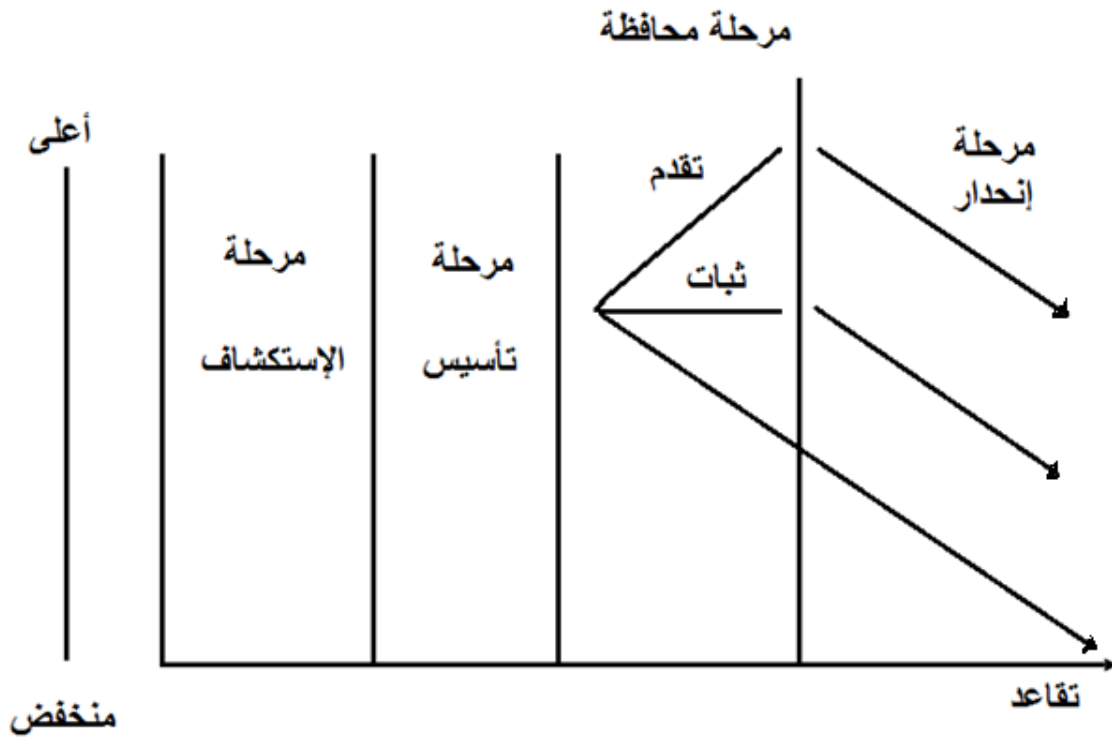 مرحلة محافظة
أعلى
مرحلة
الإستكشاف
مرحلة
تأسيس
تقدم
ثبات
مرحلة
إنحدار
تقاعد
منخفض